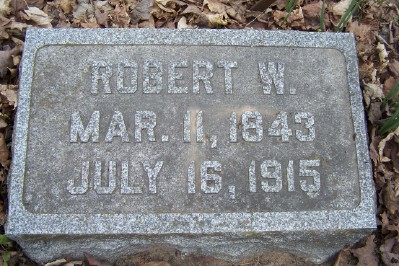 ROBERT W.
MAR. 11, 1843
JULY 16, 1915